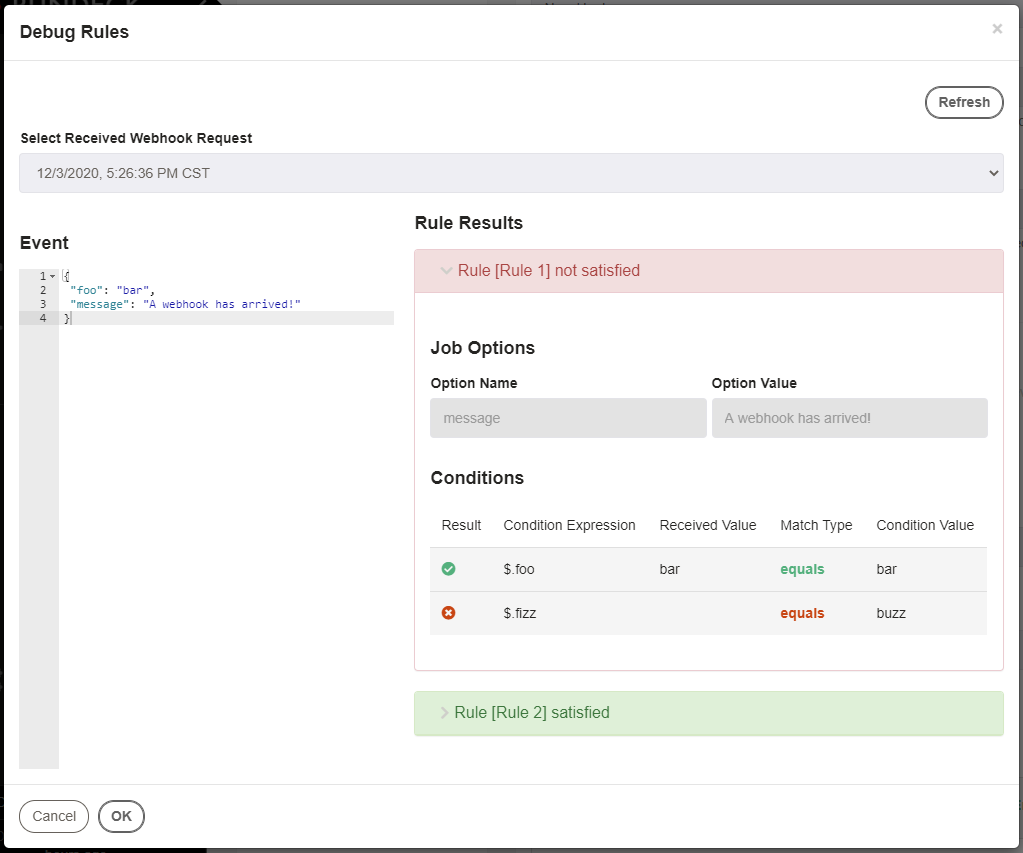 Debug Rules
×
Refresh
Select Received Webhook Request
12/3/2020, 5:26:36 PM CST
Event
1 {
2 "foo": "bar",
3 "message": "A webhook has arrived!"
4 }
Rule Results
Rule [Rule 1] not satisfied
Job Options
Option Name Option Value
message A webhook has arrived!
Conditions
Result Condition Expression Received Value Match Type Condition Value
$.foo bar equals bar
$.fizz equals buzz
Rule [Rule 2] satisfied
Cancel OK